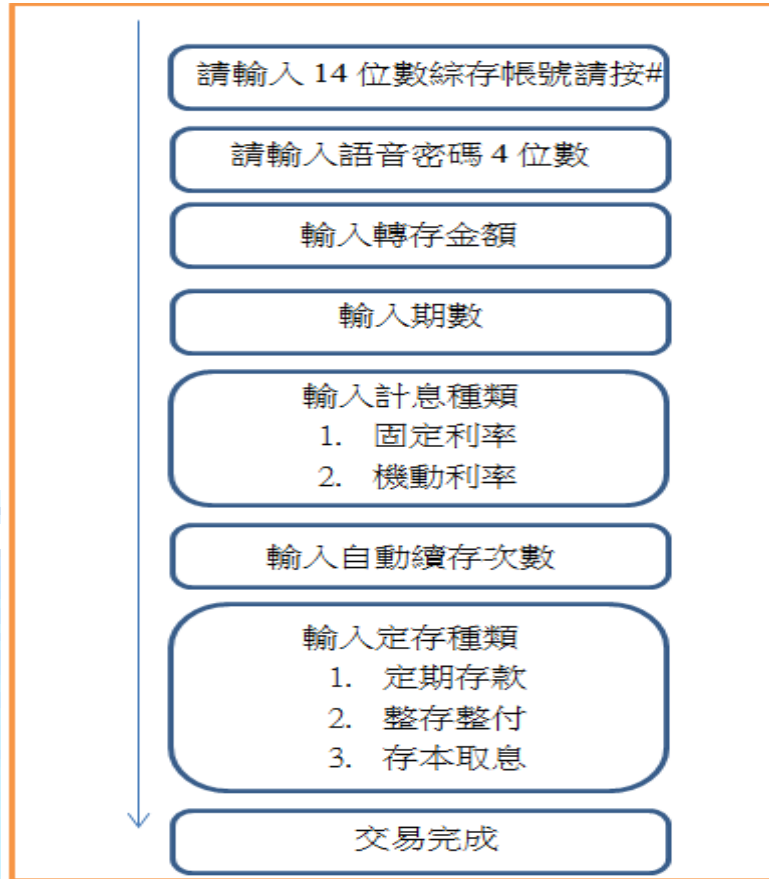 請輸入 14 位數綜存帳號請按#
請輸入語音密碼 4 位數
輸入轉存金額
輸入期數
輸入計息種類
1. 固定利率
2. 機動利率
輸入自動續存次數
輸入定存種類
1. 定期存款
2. 整存整付
3. 存本取息
交易完成